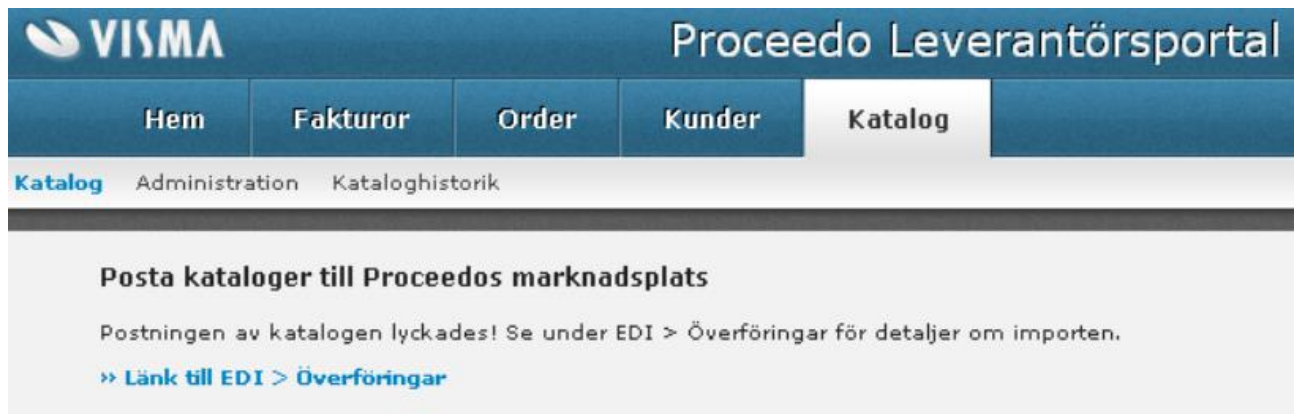 VISMA
Proceedo Leverantörsportal
Hem Fakturor Order Kunder Katalog
Katalog Administration Kataloghistorik
Posta kataloger till Proceedos marknadsplats
Postningen av katalogen lyckades! Se under EDI > Överföringar för detaljer om importen.
» Länk till EDI > Överföringar